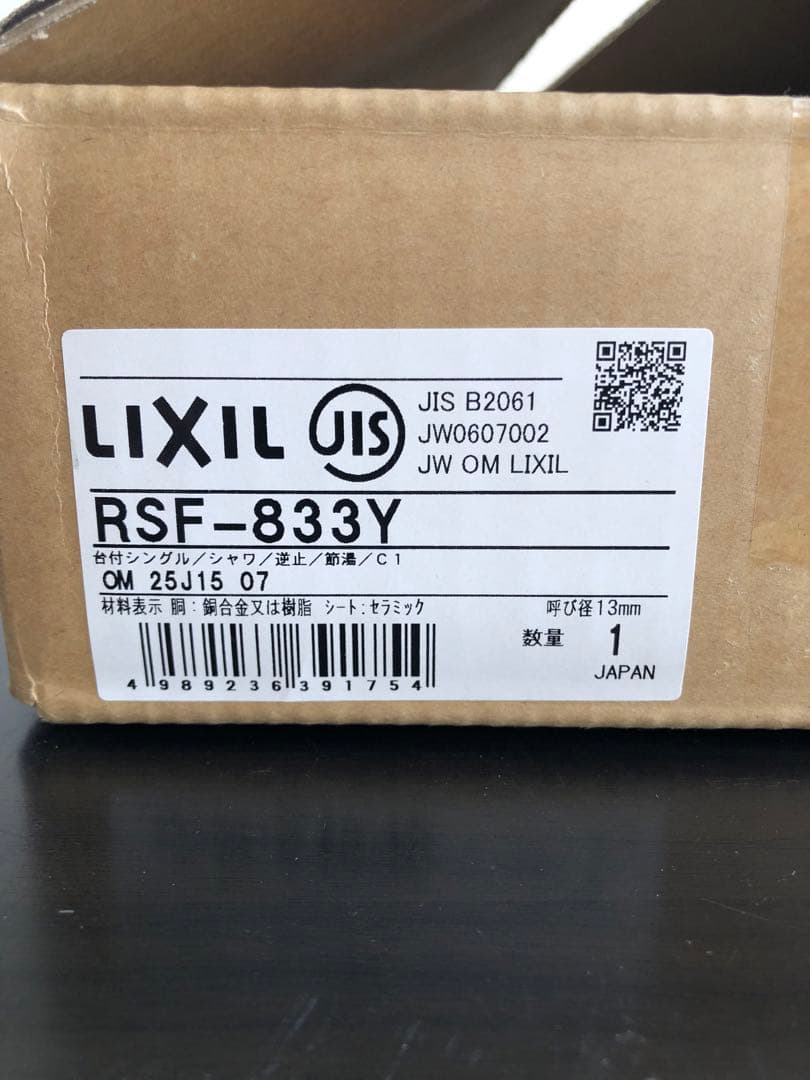 LIXIL
JIS
JIS B2061
JW0607002
JW OM LIXIL
RSF-833Y
台付シングル/シャワ/逆止/節湯/C1
OM 25J15 07
材料表示 胴:銅合金又は樹脂 シート:セラミック
呼び径13mm
数量 1
JAPAN
4989236391754